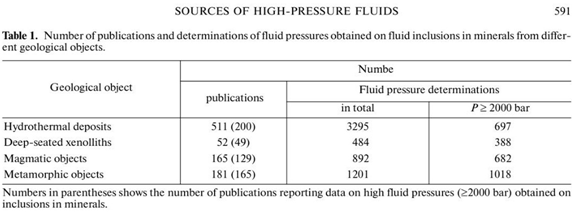 SOURCES OF HIGH-PRESSURE FLUIDS 591
Table 1. Number of publications and determinations of fluid pressures obtained on fluid inclusions in minerals from differ-
ent geological objects.
Numbe
Geological object
Fluid pressure determinations
publications
in total P ≥ 2000 bar
Hydrothermal deposits 511 (200) 3295 697
Deep-seated xenolliths 52 (49) 484 388
Magmatic objects 165 (129) 892 682
Metamorphic objects 181 (165) 1201 1018
Numbers in parentheses shows the number of publications reporting data on high fluid pressures (≥2000 bar) obtained on
inclusions in minerals.